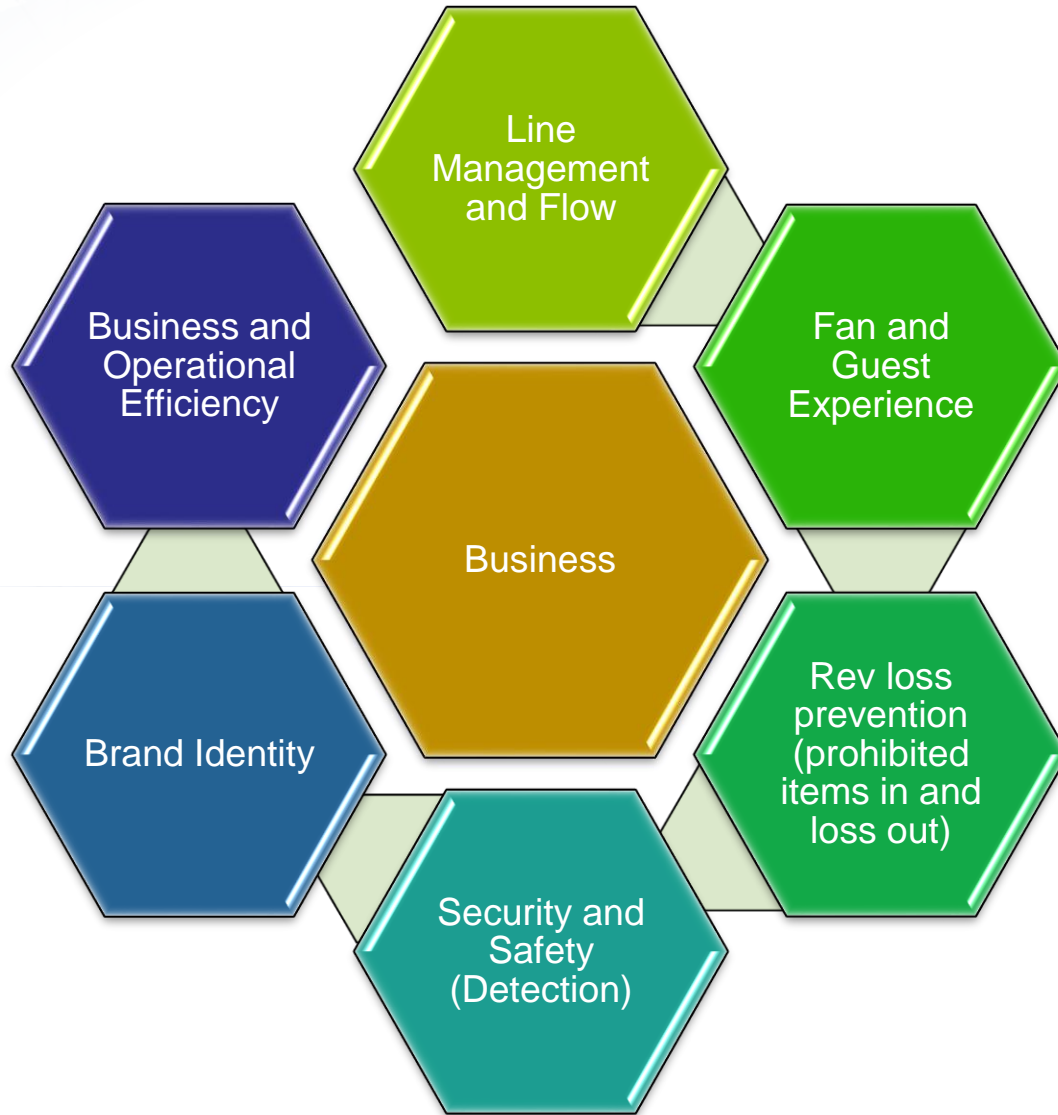 Line
Management
and Flow
Business and
Operational
Efficiency
Fan and
Guest
Experience
Business
Brand Identity
Rev loss
prevention
(prohibited
items in and
loss out)
Security and
Safety
(Detection)